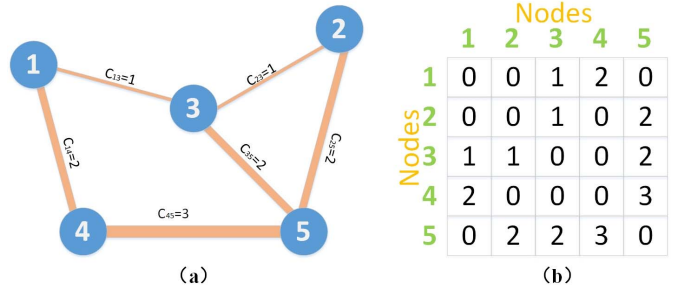 1
2
3
4
5
C13=1
C23=1
C14=2
C35=2
C25=2
C45=3
(a)
Nodes
1 2 3 4 5
Nodes
1 0 0 1 2 0
2 0 0 1 0 2
3 1 1 0 0 2
4 2 0 0 0 3
5 0 2 2 3 0
(b)